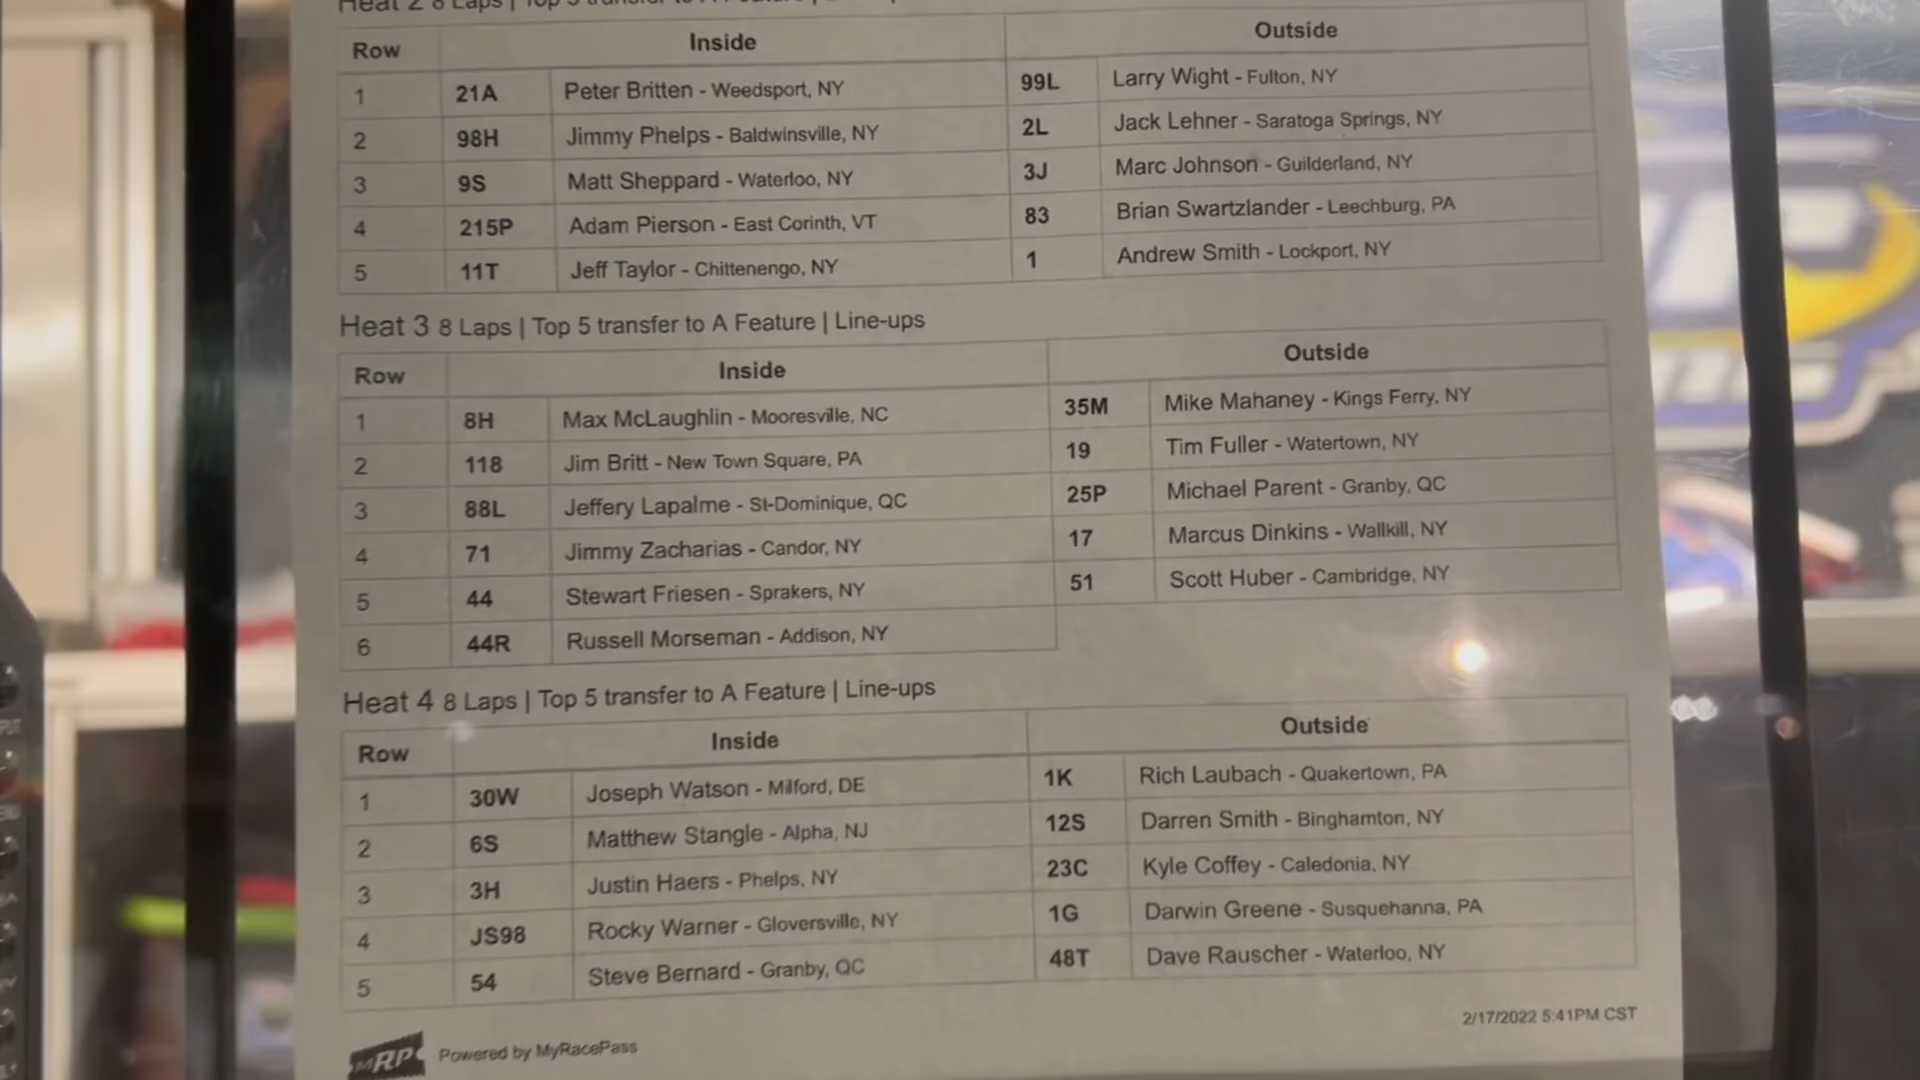 Heat 2 8 Laps | Top 5 transfer to A Feature |
Row Inside Outside
1 21A Peter Britten - Weedsport, NY 99L Larry Wight - Fulton, NY
2 98H Jimmy Phelps - Baldwinsville, NY 2L Jack Lehner - Saratoga Springs, NY
3 9S Matt Sheppard - Waterloo, NY 3J Marc Johnson - Guilderland, NY
4 215P Adam Pierson - East Corinth, VT 83 Brian Swartzlander - Leechburg, PA
5 11T Jeff Taylor - Chittenengo, NY 1 Andrew Smith - Lockport, NY
Heat 3 8 Laps | Top 5 transfer to A Feature | Line-ups
Row Inside Outside
1 8H Max McLaughlin - Mooresville, NC 35M Mike Mahaney - Kings Ferry, NY
2 118 Jim Britt - New Town Square, PA 19 Tim Fuller - Watertown, NY
3 88L Jeffery Lapalme - St-Dominique, QC 25P Michael Parent - Granby, QC
4 71 Jimmy Zacharias - Candor, NY 17 Marcus Dinkins - Wallkill, NY
5 44 Stewart Friesen - Sprakers, NY 51 Scott Huber - Cambridge, NY
6 44R Russell Morseman - Addison, NY
Heat 4 8 Laps | Top 5 transfer to A Feature | Line-ups
Row Inside Outside
1 30W Joseph Watson - Milford, DE 1K Rich Laubach - Quakertown, PA
2 6S Matthew Stangle - Alpha, NJ 12S Darren Smith - Binghamton, NY
3 3H Justin Haers - Phelps, NY 23C Kyle Coffey - Caledonia, NY
4 JS98 Rocky Warner - Gloversville, NY 1G Darwin Greene - Susquehanna, PA
5 54 Steve Bernard - Granby, QC 48T Dave Rauscher - Waterloo, NY
2/17/2022 5:41PM CST
MRP Powered by MyRacePass